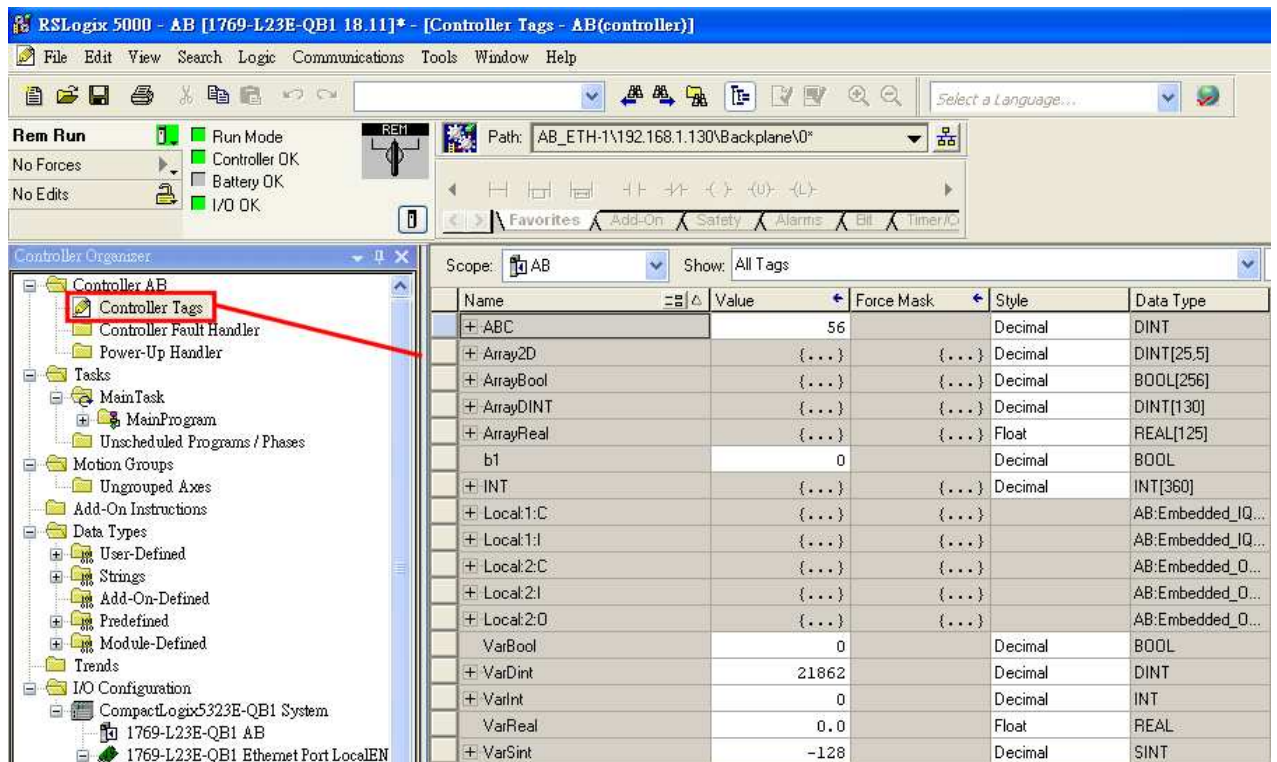 RSLogix 5000 - AB [1769-L23E-QB1 18.11]* - [Controller Tags - AB(controller)]
File Edit View Search Logic Communications Tools Window Help
Select a Language...
Rem Run
No Forces
No Edits
Run Mode
Controller OK
Battery OK
I/O OK
REM
Path: AB_ETH-1\192.168.1.130\Backplane\0*
Favorites Add-On Safety Alarms Bit Timer/C
Controller Organizer
Controller AB
Controller Tags
Controller Fault Handler
Power-Up Handler
Tasks
MainTask
MainProgram
Unscheduled Programs / Phases
Motion Groups
Ungrouped Axes
Add-On Instructions
Data Types
User-Defined
Strings
Add-On-Defined
Predefined
Module-Defined
Trends
I/O Configuration
CompactLogix5323E-QB1 System
1769-L23E-QB1 AB
1769-L23E-QB1 Ethernet Port LocalEN
Scope: AB Show: All Tags
Name Value Force Mask Style Data Type
+ ABC 56 Decimal DINT
+ Array2D {...} {...} Decimal DINT[25,5]
+ ArrayBool {...} {...} Decimal BOOL[256]
+ ArrayDINT {...} {...} Decimal DINT[130]
+ ArrayReal {...} {...} Float REAL[125]
b1 0 Decimal BOOL
+ INT {...} {...} Decimal INT[360]
+ Local:1:C {...} {...} AB:Embedded_IQ...
+ Local:1:I {...} {...} AB:Embedded_IQ...
+ Local:2:C {...} {...} AB:Embedded_O...
+ Local:2:I {...} {...} AB:Embedded_O...
+ Local:2:O {...} {...} AB:Embedded_O...
VarBool 0 Decimal BOOL
+ VarDint 21862 Decimal DINT
+ VarInt 0 Decimal INT
VarReal 0.0 Float REAL
+ VarSint -128 Decimal SINT